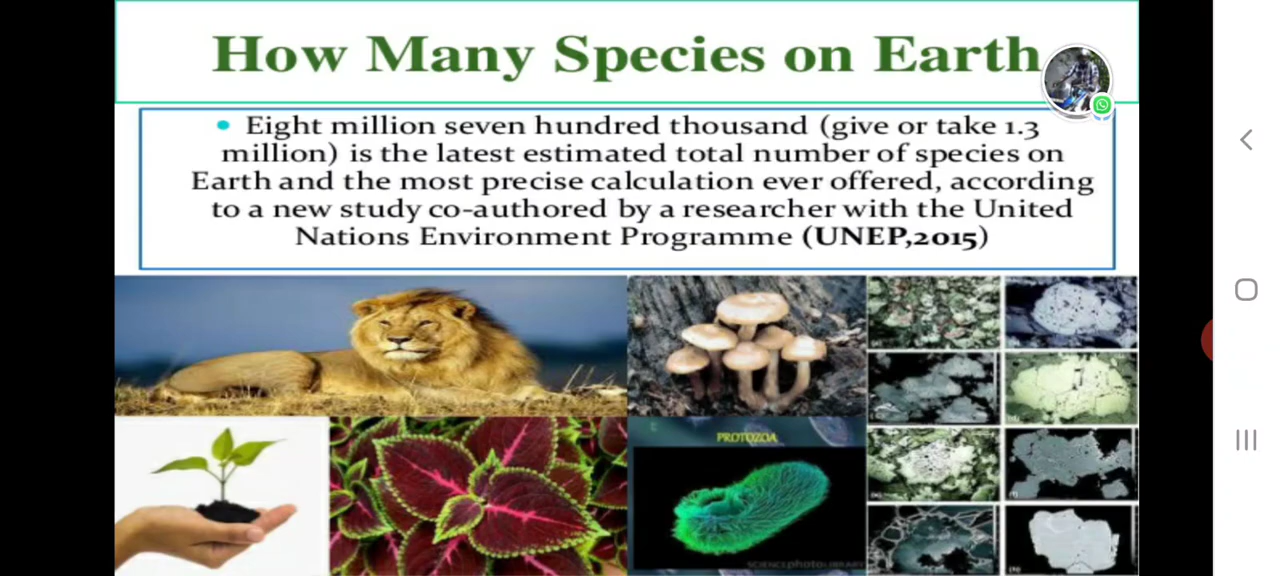 How Many Species on Earth
• Eight million seven hundred thousand (give or take 1.3
million) is the latest estimated total number of species on
Earth and the most precise calculation ever offered, according
to a new study co-authored by a researcher with the United
Nations Environment Programme (UNEP,2015)
PROTOZOA
SCIENCEphotoLIBRARY